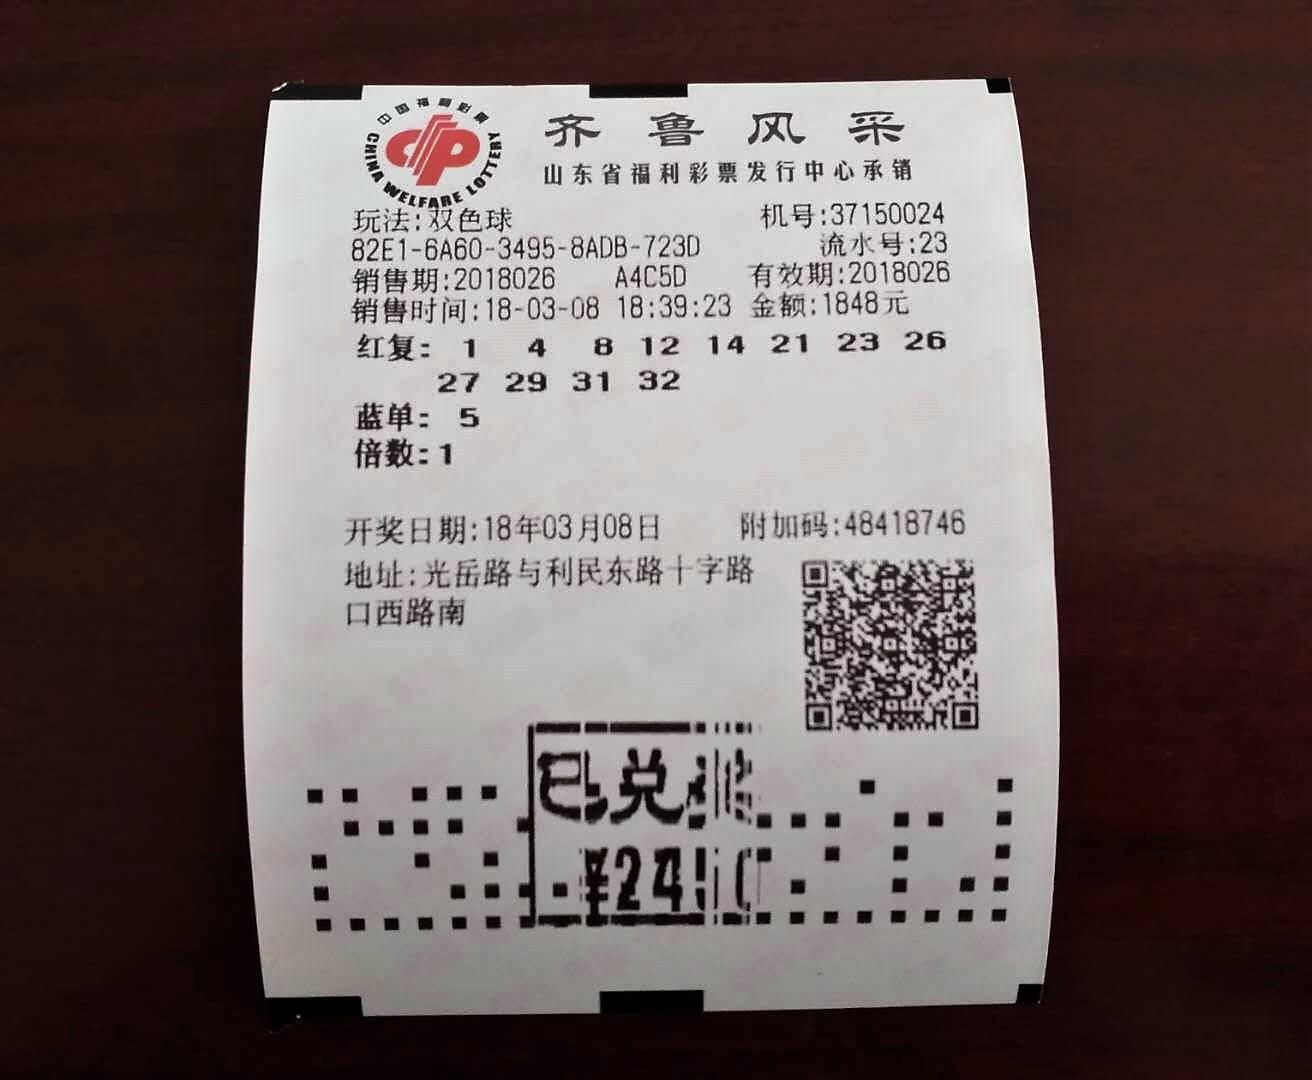 中国福利彩票
CHINA WELFARE LOTTERY
齐鲁风采
山东省福利彩票发行中心承销
玩法:双色球 机号:37150024
82E1-6A60-3495-8ADB-723D 流水号:23
销售期:2018026 A4C5D 有效期:2018026
销售时间:18-03-08 18:39:23 金额:1848元
红复: 1 4 8 12 14 21 23 26
27 29 31 32
蓝单: 5
倍数:1
开奖日期:18年03月08日 附加码:48418746
地址:光岳路与利民东路十字路
口西路南
已兑
¥24